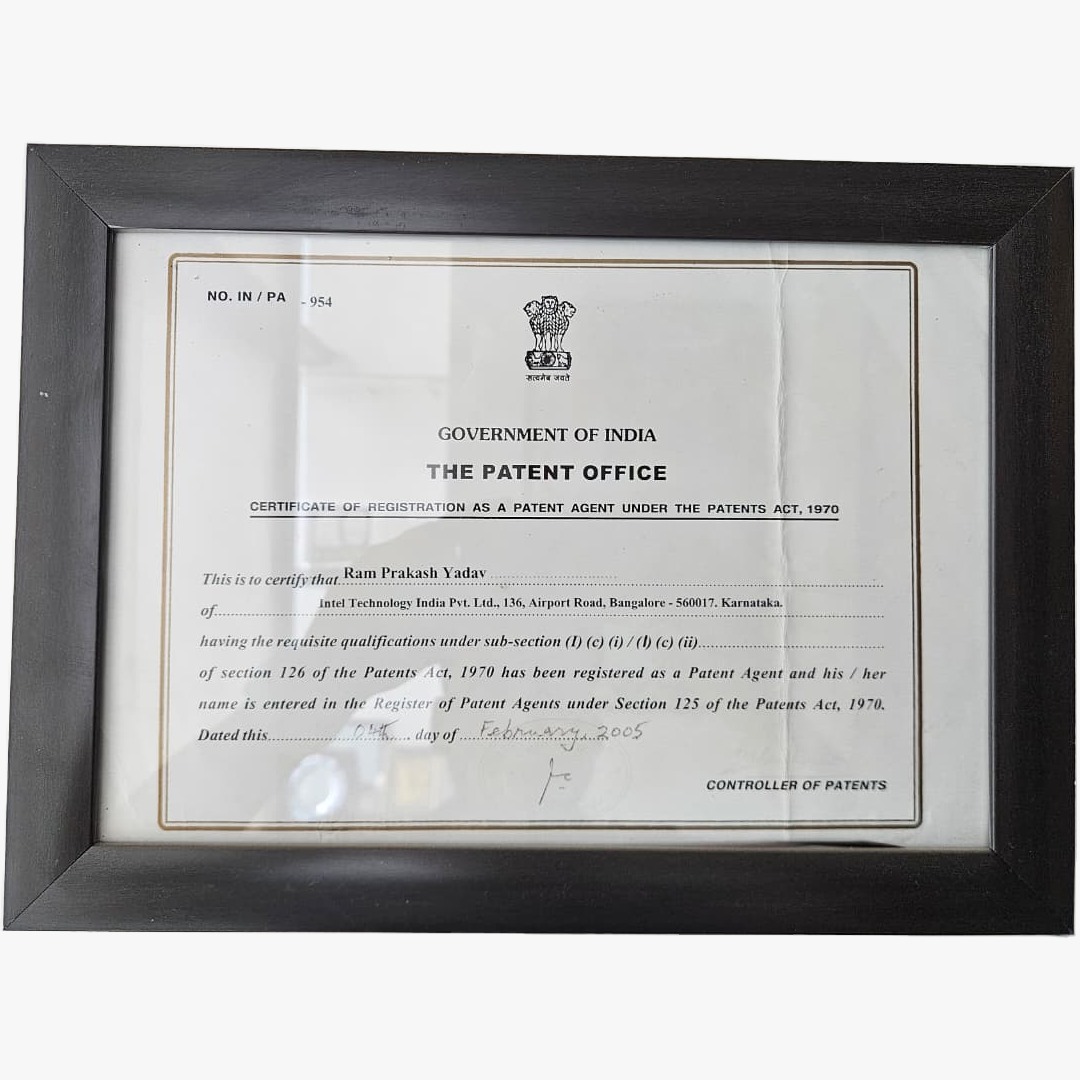 NO. IN / PA - 954
सत्यमेव जयते
GOVERNMENT OF INDIA
THE PATENT OFFICE
CERTIFICATE OF REGISTRATION AS A PATENT AGENT UNDER THE PATENTS ACT, 1970
This is to certify that Ram Prakash Yadav
of Intel Technology India Pvt. Ltd., 136, Airport Road, Bangalore - 560017. Karnataka.
having the requisite qualifications under sub-section (I) (c) (i) / (I) (c) (ii)
of section 126 of the Patents Act, 1970 has been registered as a Patent Agent and his / her
name is entered in the Register of Patent Agents under Section 125 of the Patents Act, 1970.
Dated this 04th day of February, 2005
CONTROLLER OF PATENTS